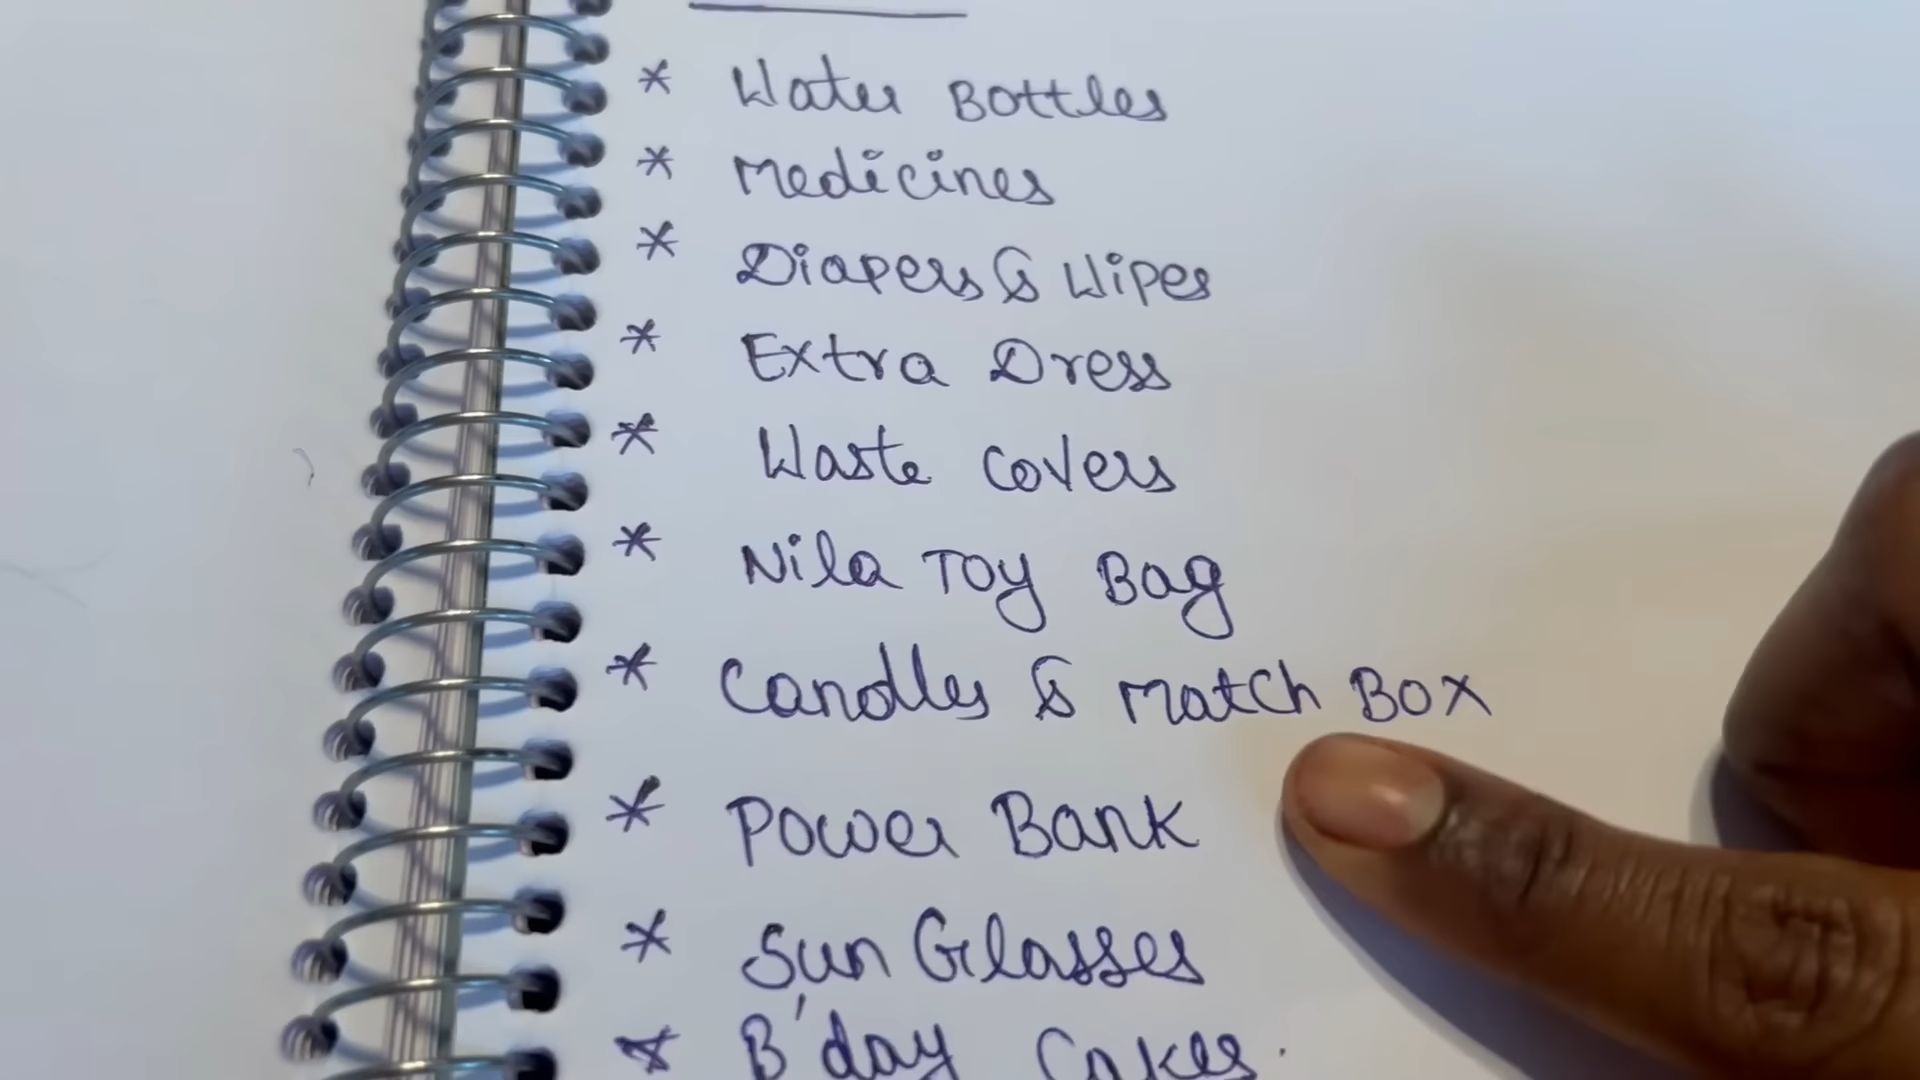 * Water Bottles
* Medicines
* Diapers & Wipes
* Extra Dress
* Waste Covers
* Nila Toy Bag
* Candles & Match Box
* Power Bank
* Sun Glasses
* B'day Cakes.